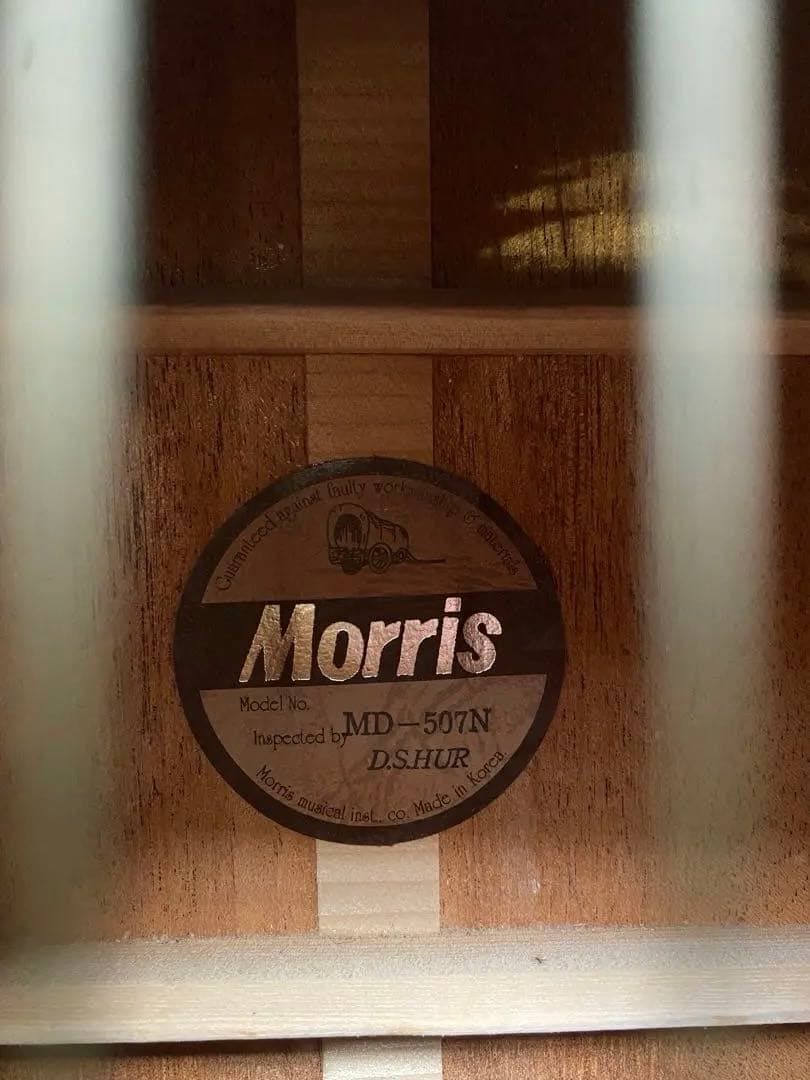 Guaranteed against faulty workmanship & materials
Morris
Model No. MD-507N
Inspected by D.S.HUR
Morris musical inst., co. Made in Korea.